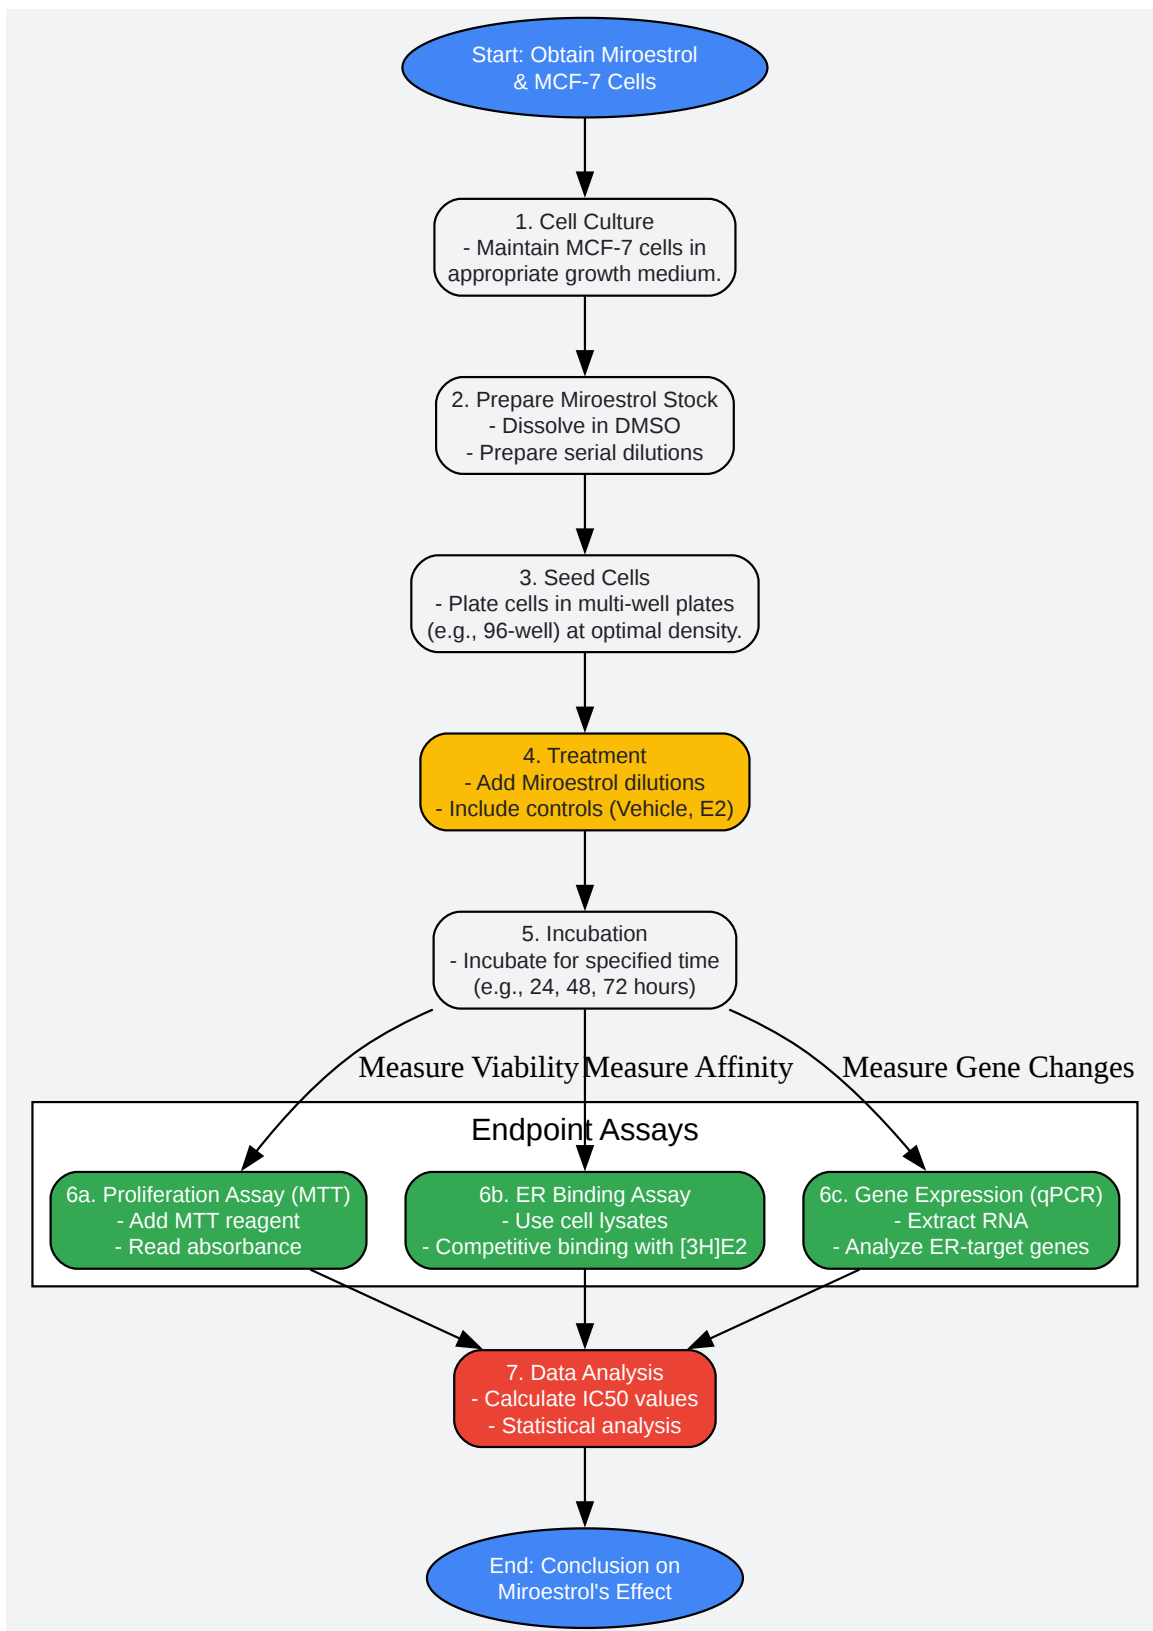 Start: Obtain Miroestrol
& MCF-7 Cells
1. Cell Culture
- Maintain MCF-7 cells in
appropriate growth medium.
2. Prepare Miroestrol Stock
- Dissolve in DMSO
- Prepare serial dilutions
3. Seed Cells
- Plate cells in multi-well plates
(e.g., 96-well) at optimal density.
4. Treatment
- Add Miroestrol dilutions
- Include controls (Vehicle, E2)
5. Incubation
- Incubate for specified time
(e.g., 24, 48, 72 hours)
Measure Viability
Measure Affinity
Measure Gene Changes
Endpoint Assays
6a. Proliferation Assay (MTT)
- Add MTT reagent
- Read absorbance
6b. ER Binding Assay
- Use cell lysates
- Competitive binding with [3H]E2
6c. Gene Expression (qPCR)
- Extract RNA
- Analyze ER-target genes
7. Data Analysis
- Calculate IC50 values
- Statistical analysis
End: Conclusion on
Miroestrol's Effect